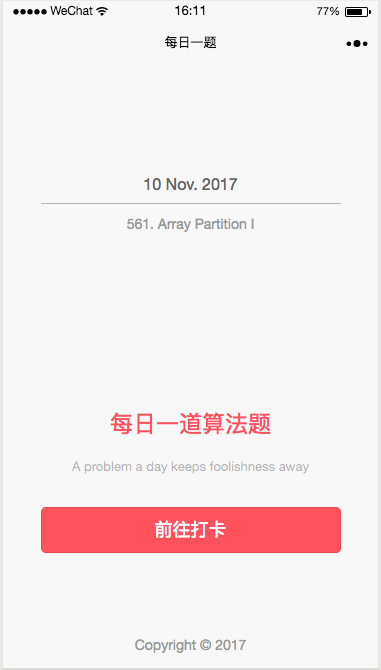 WeChat 16:11 77%
每日一题
10 Nov. 2017
561. Array Partition I
每日一道算法题
A problem a day keeps foolishness away
前往打卡
Copyright © 2017